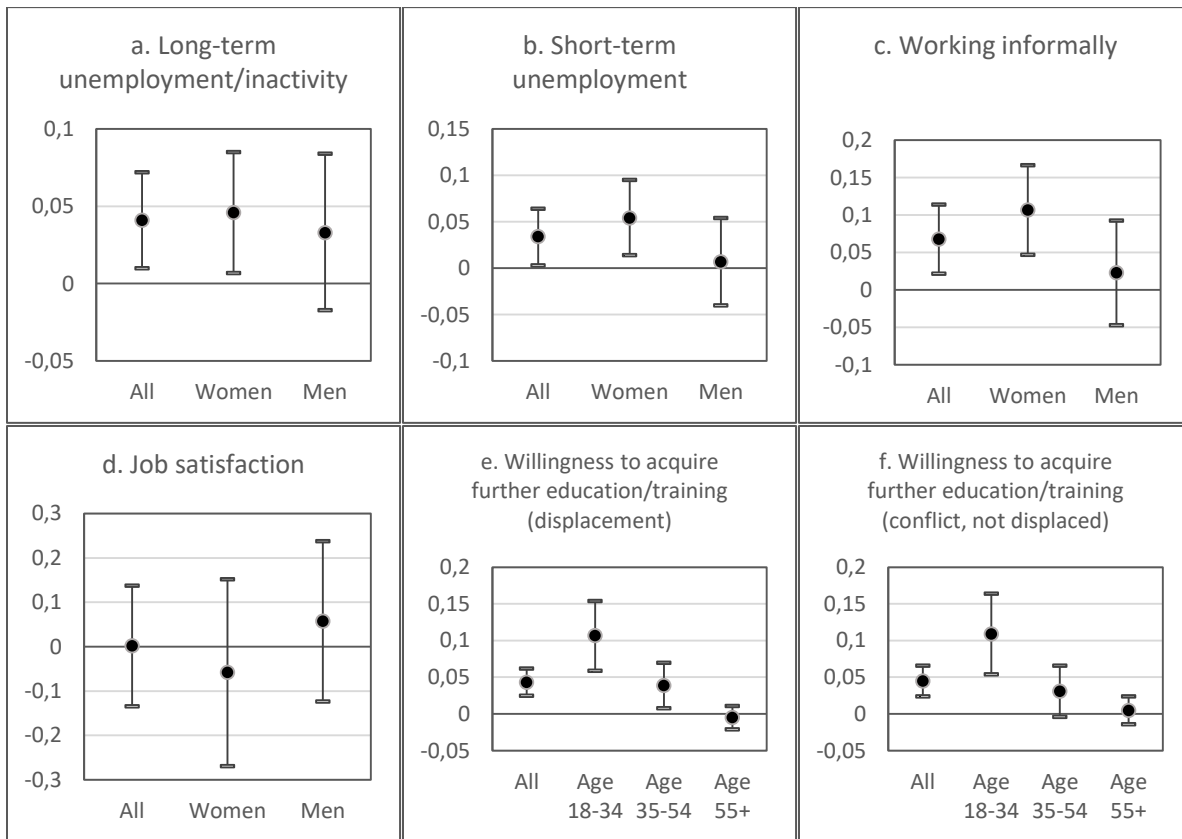 a. Long-term
unemployment/inactivity
0,1
0,05
0
-0,05
All Women Men
b. Short-term
unemployment
0,15
0,1
0,05
0
-0,05
-0,1
All Women Men
c. Working informally
0,2
0,15
0,1
0,05
0
-0,05
-0,1
All Women Men
d. Job satisfaction
0,3
0,2
0,1
0
-0,1
-0,2
-0,3
All Women Men
e. Willingness to acquire
further education/training
(displacement)
0,2
0,15
0,1
0,05
0
-0,05
All Age Age Age
18-34 35-54 55+
f. Willingness to acquire
further education/training
(conflict, not displaced)
0,2
0,15
0,1
0,05
0
-0,05
All Age Age Age
18-34 35-54 55+